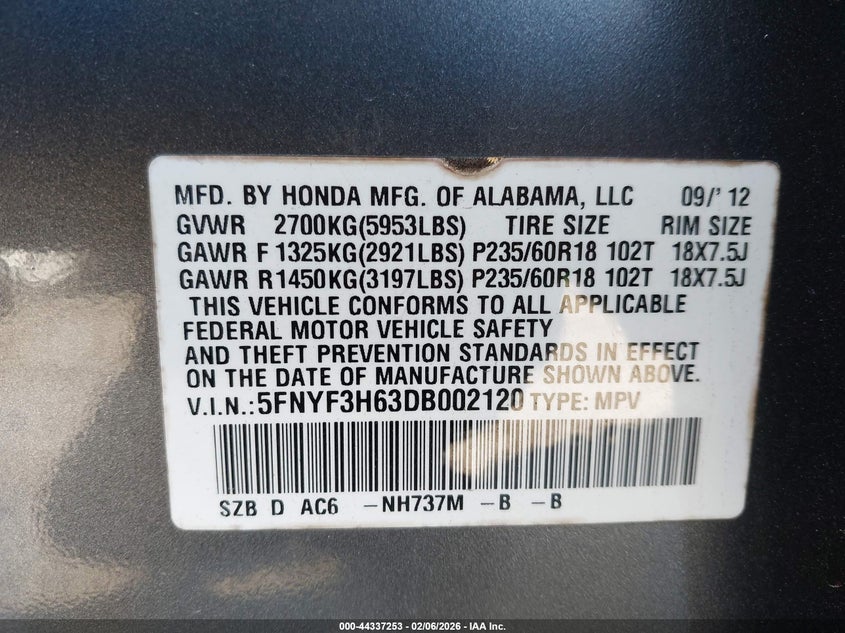 MFD. BY HONDA MFG. OF ALABAMA, LLC 09/' 12
GVWR 2700KG(5953LBS) TIRE SIZE RIM SIZE
GAWR F 1325KG(2921LBS) P235/60R18 102T 18X7.5J
GAWR R1450KG(3197LBS) P235/60R18 102T 18X7.5J
THIS VEHICLE CONFORMS TO ALL APPLICABLE
FEDERAL MOTOR VEHICLE SAFETY
AND THEFT PREVENTION STANDARDS IN EFFECT
ON THE DATE OF MANUFACTURE SHOWN ABOVE.
V.I.N.:5FNYF3H63DB002120 TYPE: MPV
SZB D AC6 -NH737M -B -B
000-44337253 - 02/06/2026 - IAA Inc.